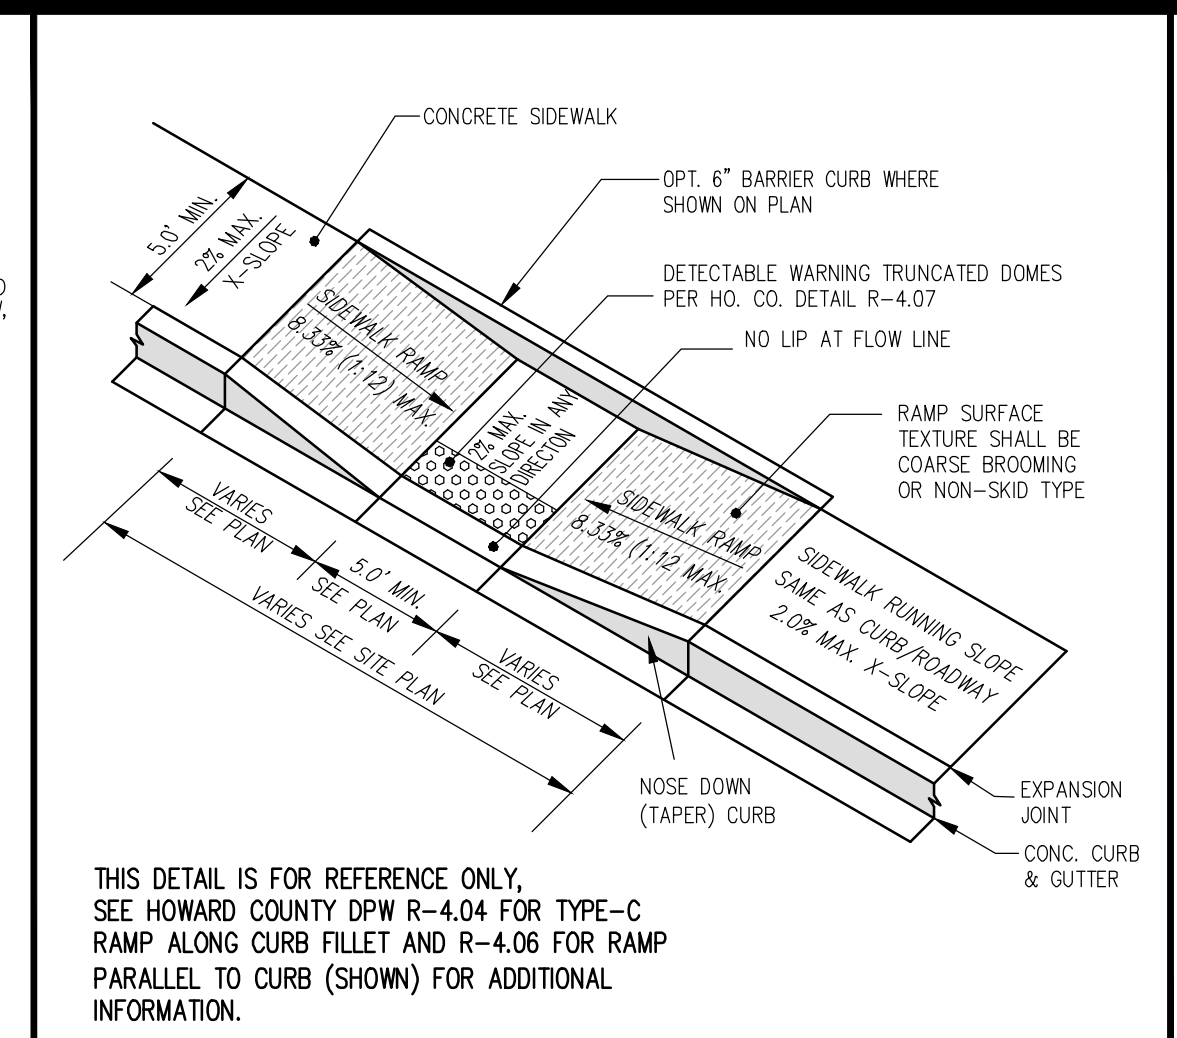 CONCRETE SIDEWALK
OPT. 6" BARRIER CURB WHERE
SHOWN ON PLAN
5.0' MIN.
2% MAX.
X-SLOPE
DETECTABLE WARNING TRUNCATED DOMES
PER HO. CO. DETAIL R-4.07
NO LIP AT FLOW LINE
SIDEWALK RAMP
8.33% (1:12) MAX.
2% MAX.
SLOPE IN ANY
DIRECTON
RAMP SURFACE
TEXTURE SHALL BE
COARSE BROOMING
OR NON-SKID TYPE
SIDEWALK RAMP
8.33% (1:12 MAX.
SIDEWALK RUNNING SLOPE
SAME AS CURB/ROADWAY
2.0% MAX. X-SLOPE
VARIES
SEE PLAN
5.0' MIN.
SEE PLAN
VARIES
SEE PLAN
VARIES SEE SITE PLAN
NOSE DOWN
(TAPER) CURB
EXPANSION
JOINT
CONC. CURB
& GUTTER
THIS DETAIL IS FOR REFERENCE ONLY,
SEE HOWARD COUNTY DPW R-4.04 FOR TYPE-C
RAMP ALONG CURB FILLET AND R-4.06 FOR RAMP
PARALLEL TO CURB (SHOWN) FOR ADDITIONAL
INFORMATION.